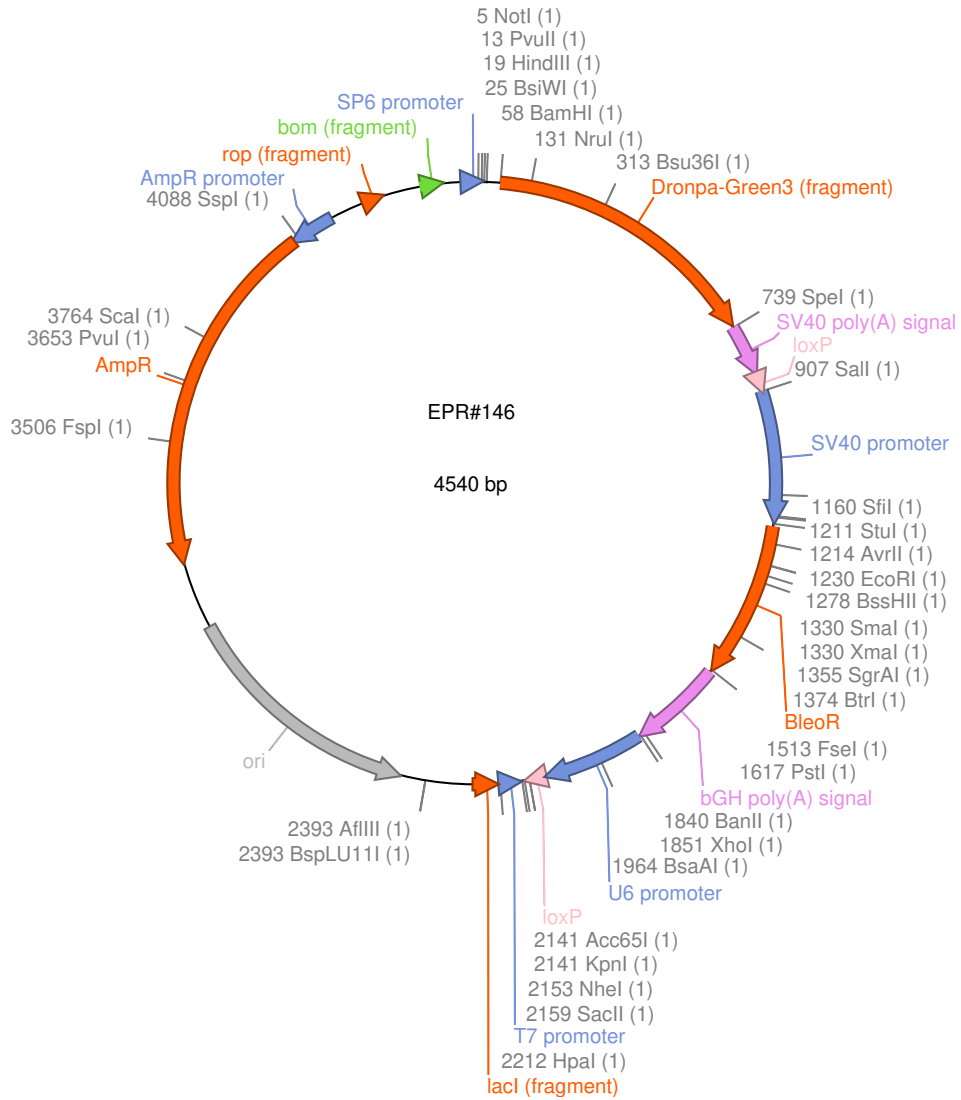 5 NotI (1)
13 PvuII (1)
19 HindIII (1)
25 BsiWI (1)
58 BamHI (1)
131 NruI (1)
313 Bsu36I (1)
Dronpa-Green3 (fragment)
SP6 promoter
bom (fragment)
rop (fragment)
AmpR promoter
4088 SspI (1)
3764 ScaI (1)
3653 PvuI (1)
AmpR
3506 FspI (1)
EPR#146
4540 bp
739 SpeI (1)
SV40 poly(A) signal
loxP
907 SalI (1)
SV40 promoter
1160 SfiI (1)
1211 StuI (1)
1214 AvrII (1)
1230 EcoRI (1)
1278 BssHII (1)
1330 SmaI (1)
1330 XmaI (1)
1355 SgrAI (1)
1374 BtrI (1)
BleoR
1513 FseI (1)
1617 PstI (1)
bGH poly(A) signal
1840 BanII (1)
1851 XhoI (1)
1964 BsaAI (1)
U6 promoter
loxP
2141 Acc65I (1)
2141 KpnI (1)
2153 NheI (1)
2159 SacII (1)
T7 promoter
2212 HpaI (1)
lacI (fragment)
ori
2393 AflIII (1)
2393 BspLU11I (1)